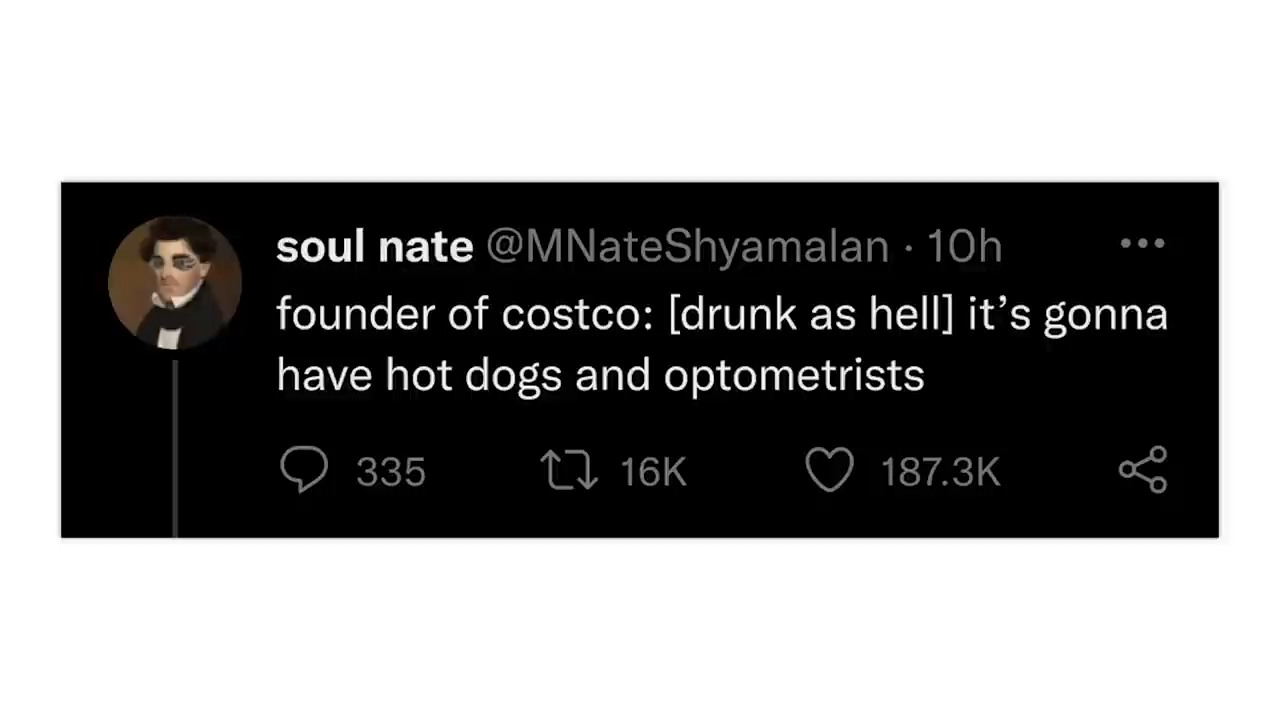 soul nate @MNateShyamalan · 10h
founder of costco: [drunk as hell] it’s gonna
have hot dogs and optometrists
335 16K 187.3K